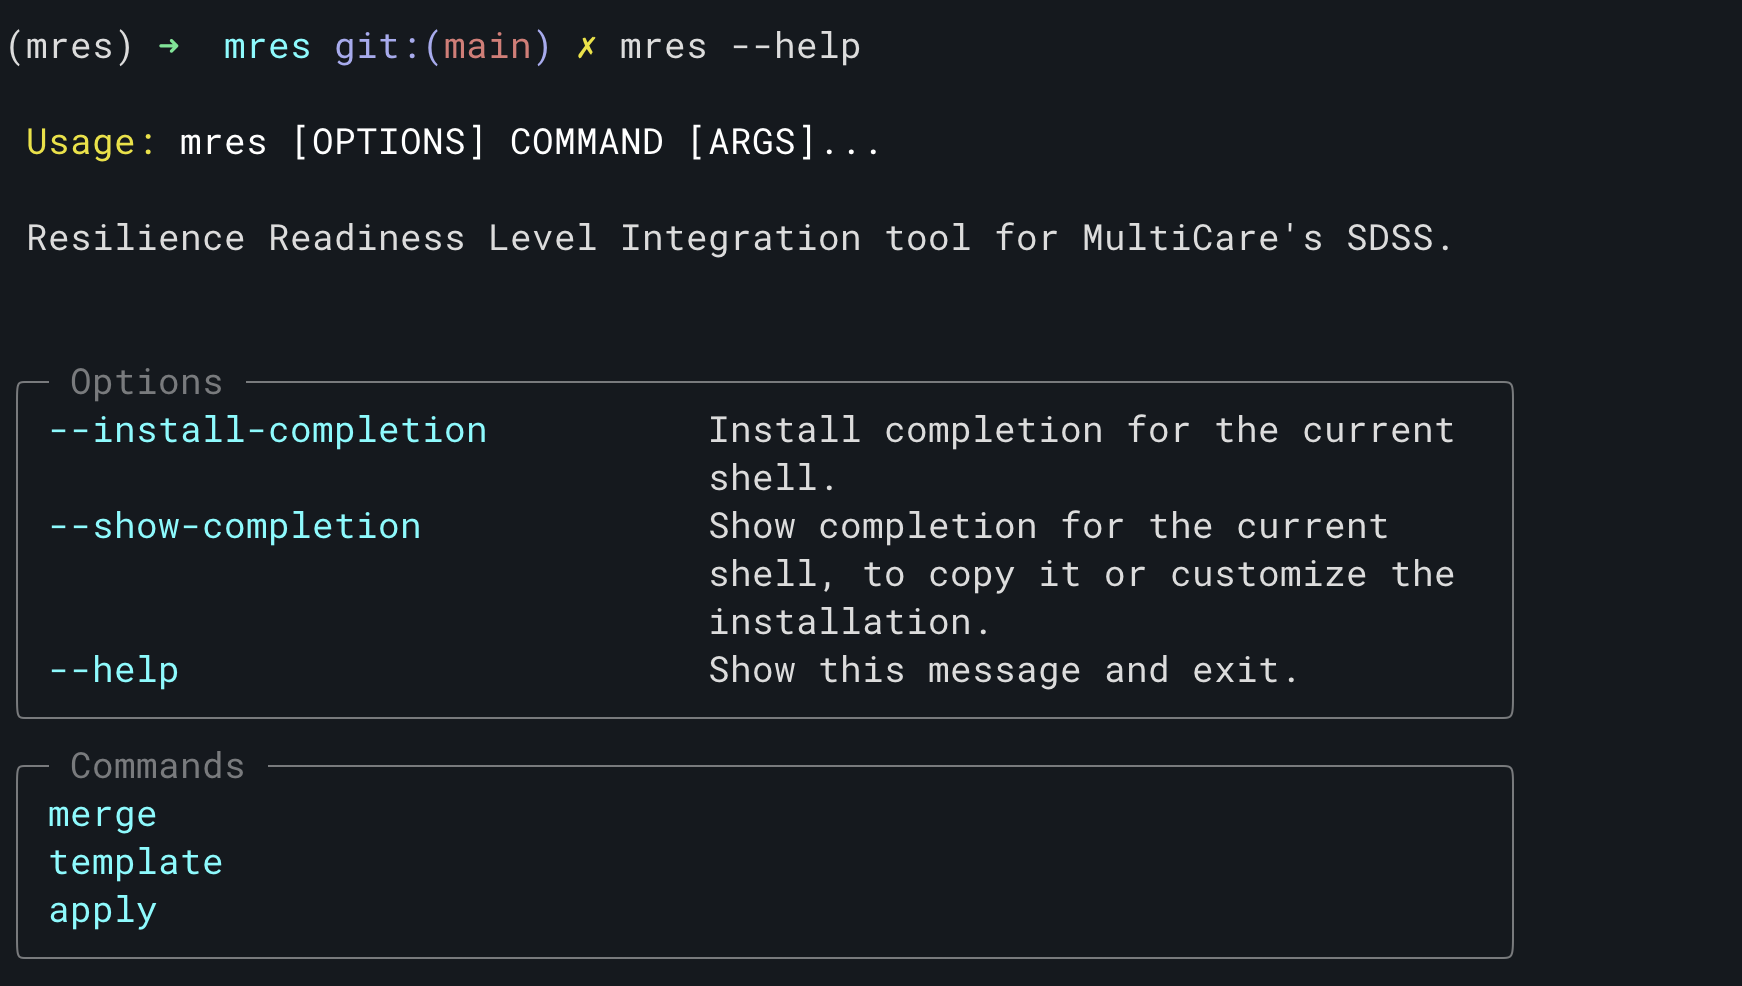 (mres) ➜  mres git:(main) ✗ mres --help
Usage: mres [OPTIONS] COMMAND [ARGS]...
Resilience Readiness Level Integration tool for MultiCare's SDSS.
Options
--install-completion          Install completion for the current
shell.
--show-completion             Show completion for the current
shell, to copy it or customize the
installation.
--help                        Show this message and exit.
Commands
merge
template
apply